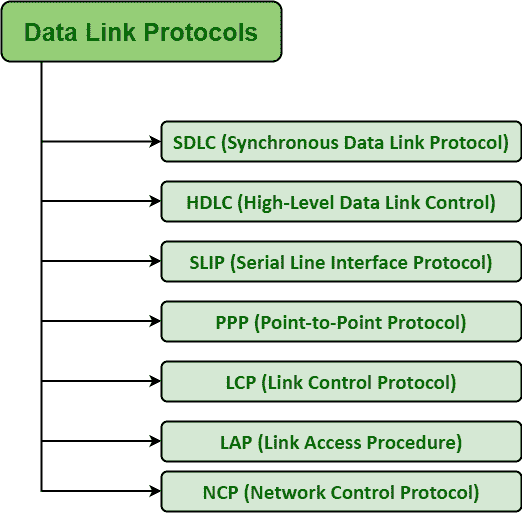 Data Link Protocols
SDLC (Synchronous Data Link Protocol)
HDLC (High-Level Data Link Control)
SLIP (Serial Line Interface Protocol)
PPP (Point-to-Point Protocol)
LCP (Link Control Protocol)
LAP (Link Access Procedure)
NCP (Network Control Protocol)